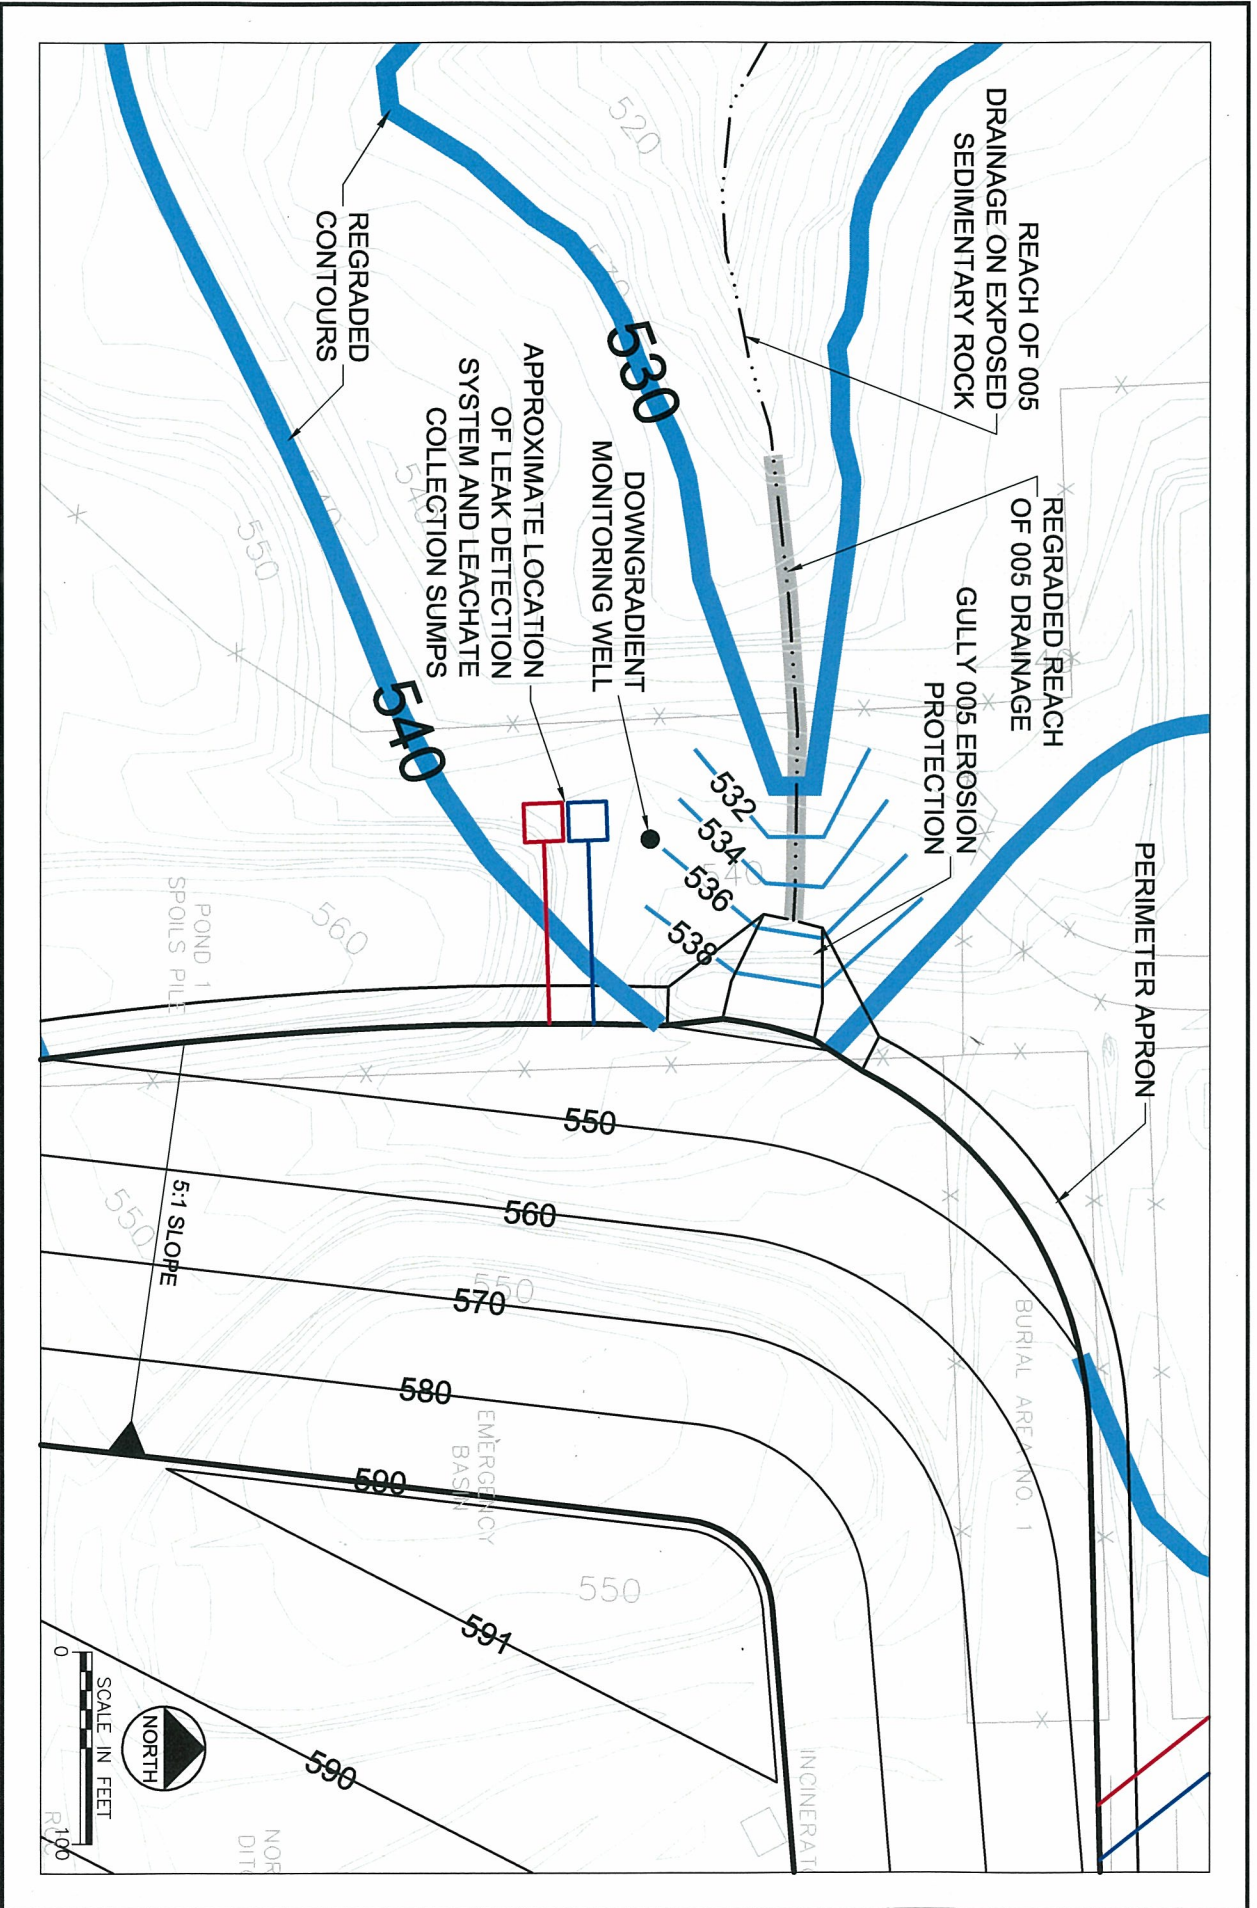 REACH OF 005
DRAINAGE ON EXPOSED
SEDIMENTARY ROCK
REGRADED REACH
OF 005 DRAINAGE
GULLY 005 EROSION
PROTECTION
PERIMETER APRON
520
530
532
534
536
538
540
DOWNGRADIENT
MONITORING WELL
APPROXIMATE LOCATION
OF LEAK DETECTION
SYSTEM AND LEACHATE
COLLECTION SUMPS
REGRADED
CONTOURS
540
540
540
550
560
POND 1
SPOILS PILE
550
560
570
580
590
591
590
550
550
550
5:1 SLOPE
BURIAL AREA NO. 1
EMERGENCY
BASIN
NORTH
SCALE IN FEET
0
100